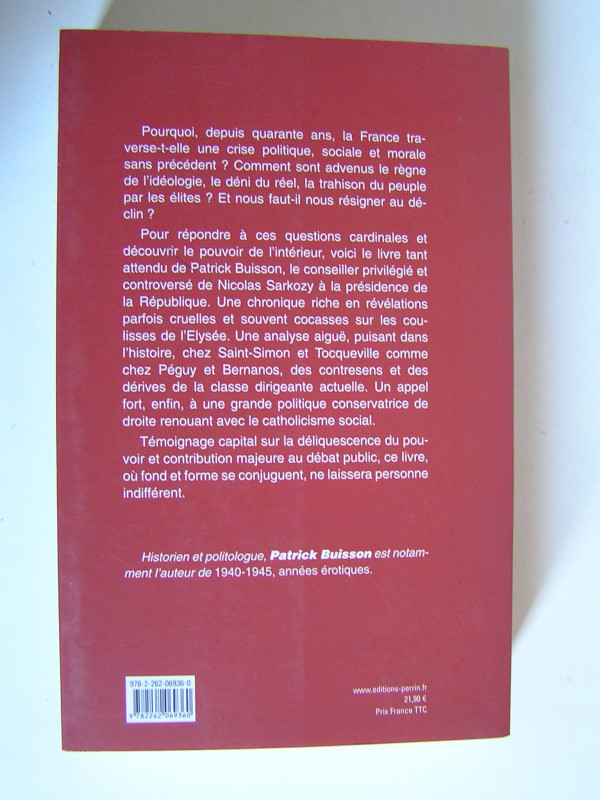 Pourquoi, depuis quarante ans, la France tra-
verse-t-elle une crise politique, sociale et morale
sans précédent ? Comment sont advenus le règne
de l'idéologie, le déni du réel, la trahison du peuple
par les élites ? Et nous faut-il nous résigner au dé-
clin ?
Pour répondre à ces questions cardinales et
découvrir le pouvoir de l'intérieur, voici le livre tant
attendu de Patrick Buisson, le conseiller privilégié et
controversé de Nicolas Sarkozy à la présidence de
la République. Une chronique riche en révélations
parfois cruelles et souvent cocasses sur les cou-
lisses de l'Elysée. Une analyse aiguë, puisant dans
l'histoire, chez Saint-Simon et Tocqueville comme
chez Péguy et Bernanos, des contresens et des
dérives de la classe dirigeante actuelle. Un appel
fort, enfin, à une grande politique conservatrice de
droite renouant avec le catholicisme social.
Témoignage capital sur la déliquescence du pou-
voir et contribution majeure au débat public, ce livre,
où fond et forme se conjuguent, ne laissera personne
indifférent.
Historien et politologue, Patrick Buisson est notam-
ment l'auteur de 1940-1945, années érotiques.
978-2-262-06936-0
9 782262 069360
www.editions-perrin.fr
21,90 €
Prix France TTC